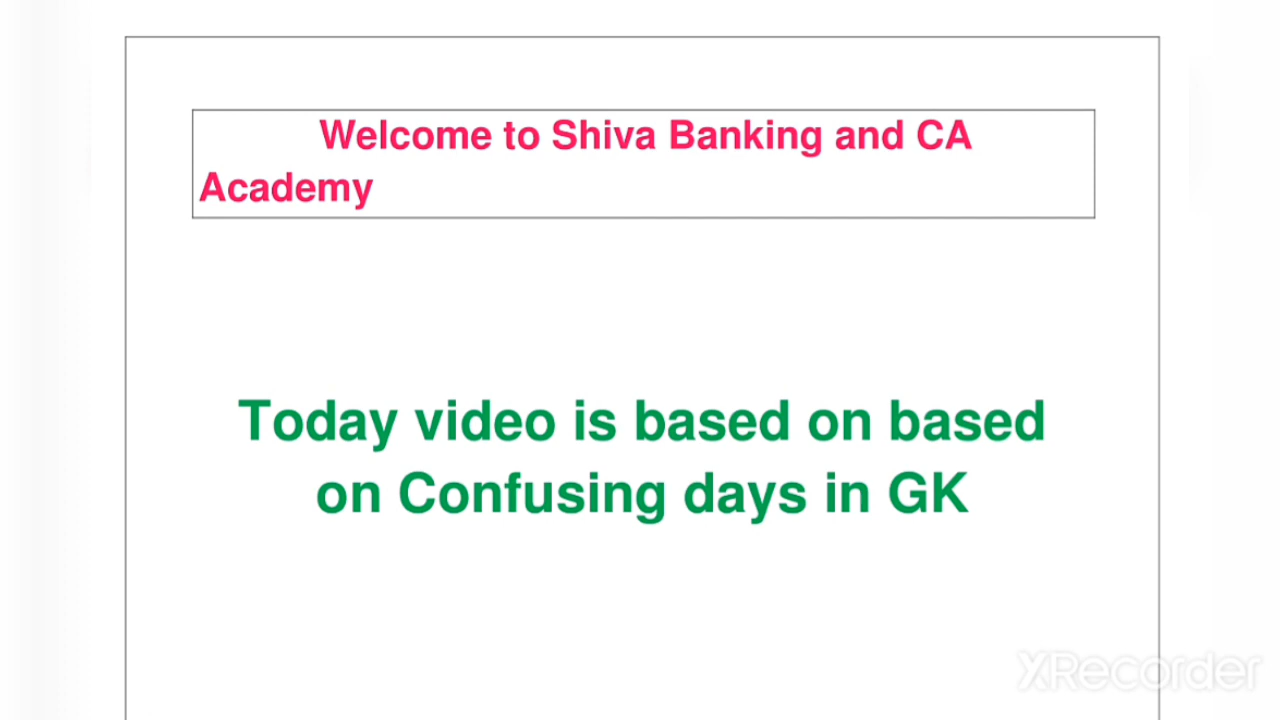 Welcome to Shiva Banking and CA
Academy
Today video is based on based
on Confusing days in GK
XRecorder